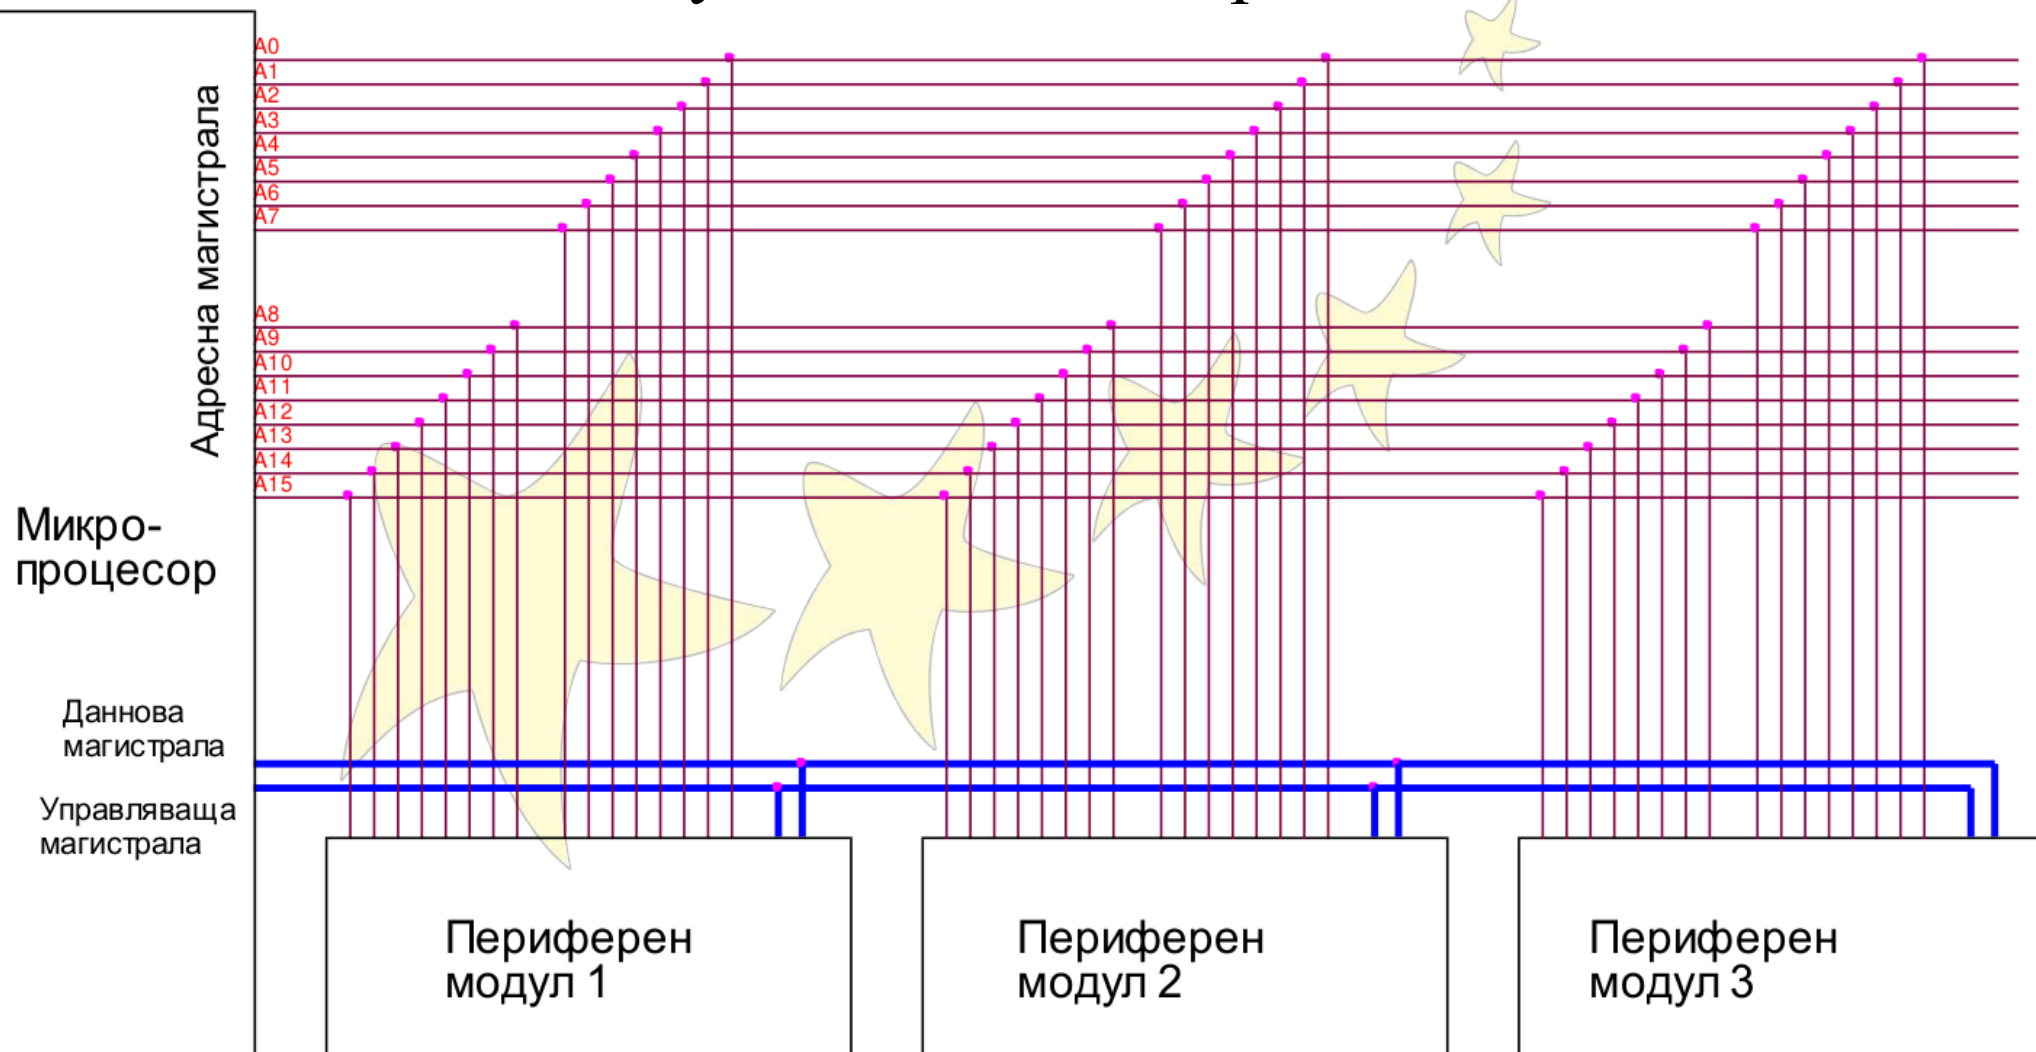 A0
A1
A2
A3
A4
A5
A6
A7
Адресна магистрала
A8
A9
A10
A11
A12
A13
A14
A15
Микро-
процесор
Даннова
магистрала
Управляваща
магистрала
Периферен
модул 1
Периферен
модул 2
Периферен
модул 3